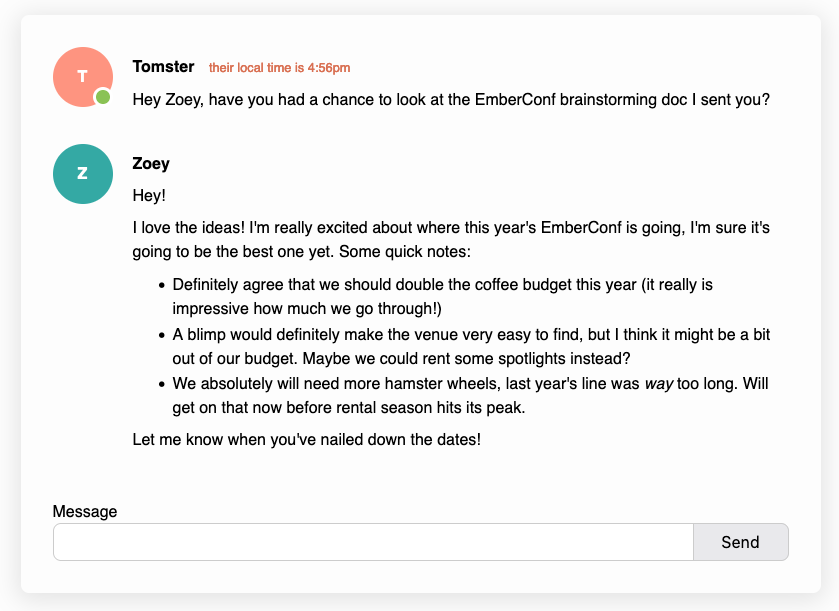 T
Tomster their local time is 4:56pm
Hey Zoey, have you had a chance to look at the EmberConf brainstorming doc I sent you?
Z
Zoey
Hey!
I love the ideas! I'm really excited about where this year's EmberConf is going, I'm sure it's
going to be the best one yet. Some quick notes:
• Definitely agree that we should double the coffee budget this year (it really is
impressive how much we go through!)
• A blimp would definitely make the venue very easy to find, but I think it might be a bit
out of our budget. Maybe we could rent some spotlights instead?
• We absolutely will need more hamster wheels, last year's line was way too long. Will
get on that now before rental season hits its peak.
Let me know when you've nailed down the dates!
Message
Send